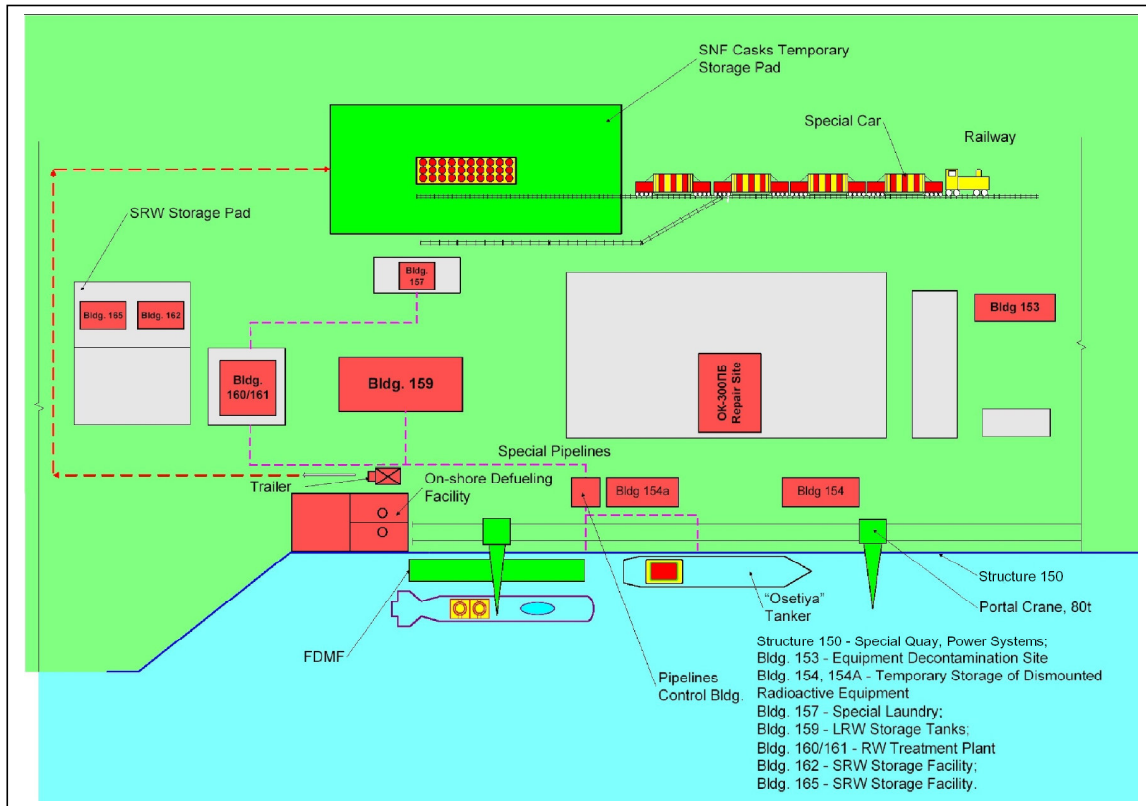 SNF Casks Temporary
Storage Pad
Special Car
Railway
SRW Storage Pad
Bldg.
157
Bldg. 165
Bldg. 162
Bldg 153
Bldg.
160/161
Bldg. 159
ОК-300ПБ
Repair Site
Special Pipelines
Trailer
On-shore Defueling
Facility
Bldg 154a
Bldg 154
Structure 150
"Osetiya"
Tanker
Portal Crane, 80t
FDMF
Pipelines
Control Bldg.
Structure 150 - Special Quay, Power Systems;
Bldg. 153 - Equipment Decontamination Site
Bldg. 154, 154A - Temporary Storage of Dismounted
Radioactive Equipment
Bldg. 157 - Special Laundry;
Bldg. 159 - LRW Storage Tanks;
Bldg. 160/161 - RW Treatment Plant
Bldg. 162 - SRW Storage Facility;
Bldg. 165 - SRW Storage Facility.